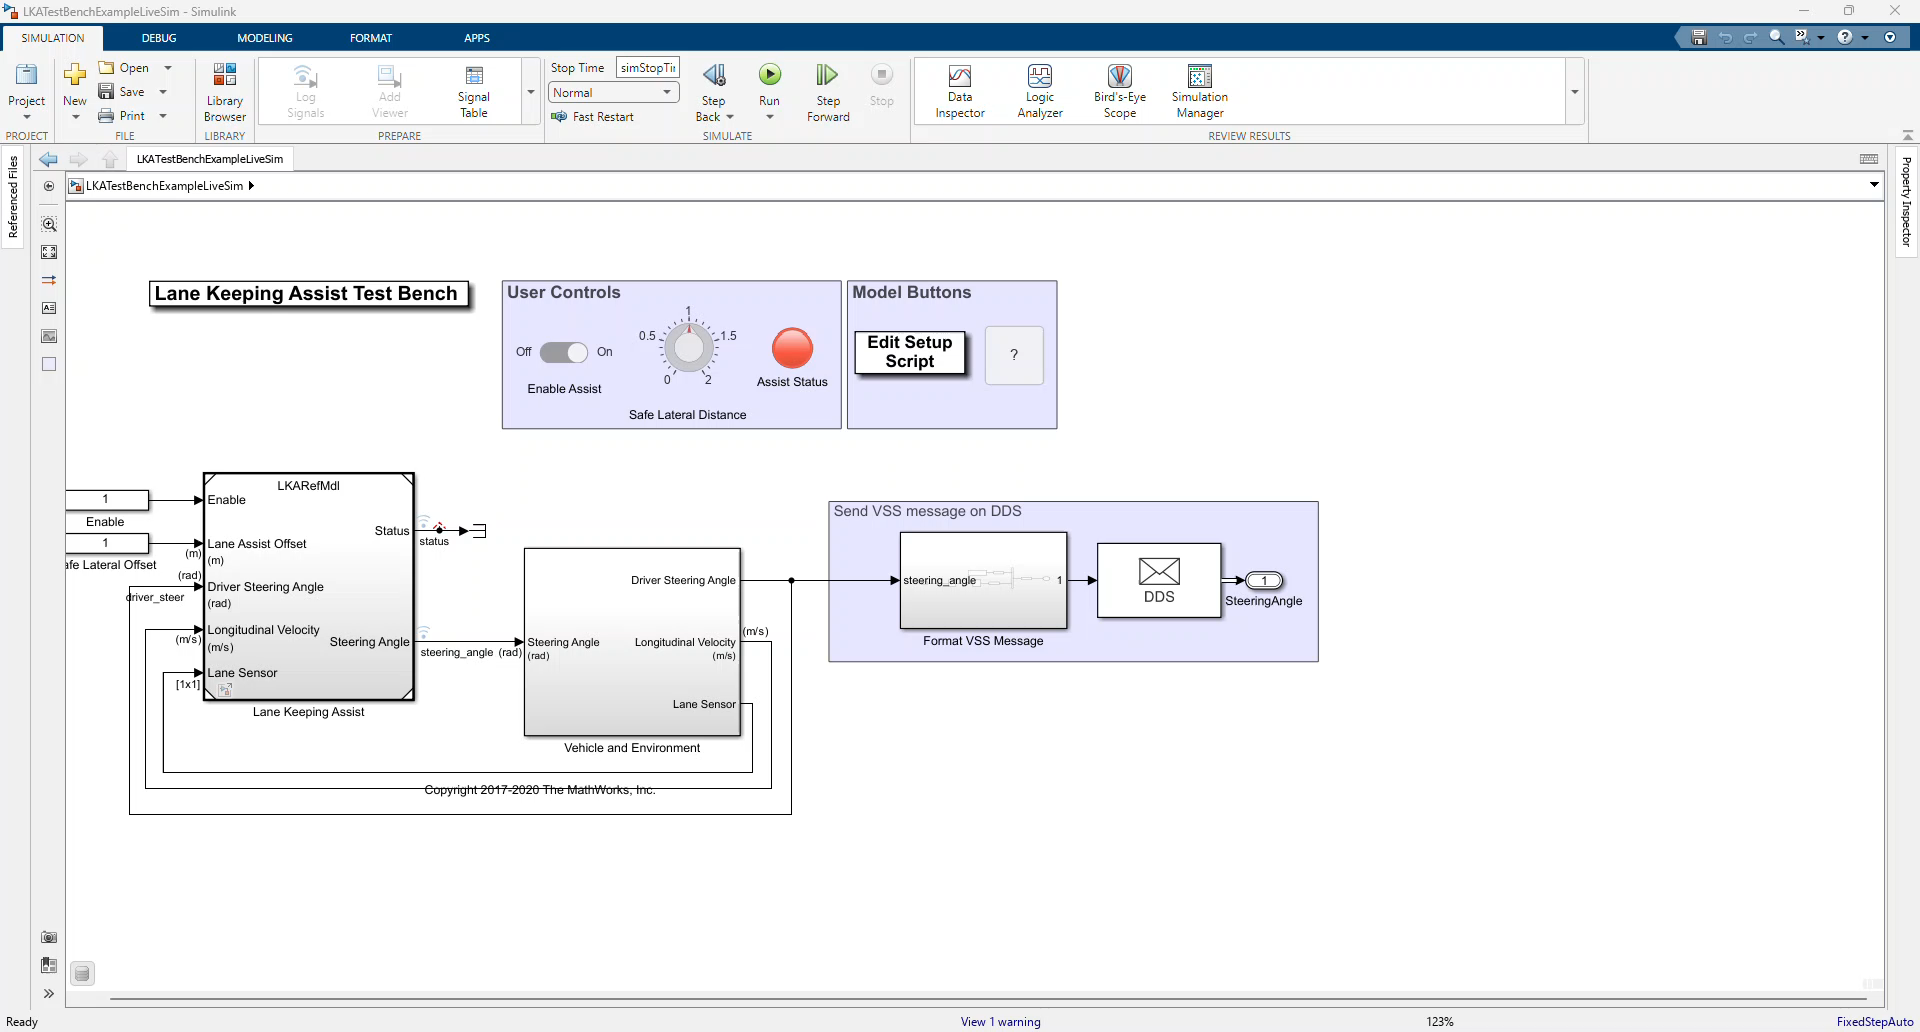 LKATestBenchExampleLiveSim - Simulink
SIMULATION
DEBUG
MODELING
FORMAT
APPS
Project
New
Open
Save
Print
Library
Browser
Log
Signals
Add
Viewer
Signal
Table
Stop Time
simStopTi
Normal
Fast Restart
Step
Back
Run
Step
Forward
Stop
Data
Inspector
Logic
Analyzer
Bird's-Eye
Scope
Simulation
Manager
PROJECT
FILE
LIBRARY
PREPARE
SIMULATE
REVIEW RESULTS
Referenced Files
Property Inspector
LKATestBenchExampleLiveSim
LKATestBenchExampleLiveSim
Lane Keeping Assist Test Bench
User Controls
Off
On
Enable Assist
0
0.5
1
1.5
2
Safe Lateral Distance
Assist Status
Model Buttons
Edit Setup
Script
?
1
Enable
1
afe Lateral Offset
(m)
(rad)
driver_steer
(m/s)
[1x1]
LKARefMdl
Enable
Lane Assist Offset
(m)
Driver Steering Angle
(rad)
Longitudinal Velocity
(m/s)
Lane Sensor
Status
Steering Angle
Lane Keeping Assist
status
steering_angle (rad)
Steering Angle
(rad)
Driver Steering Angle
Longitudinal Velocity
(m/s)
Lane Sensor
Vehicle and Environment
(m/s)
Copyright 2017-2020 The MathWorks, Inc.
Send VSS message on DDS
steering_angle
1
Format VSS Message
DDS
1
SteeringAngle
Ready
View 1 warning
123%
FixedStepAuto